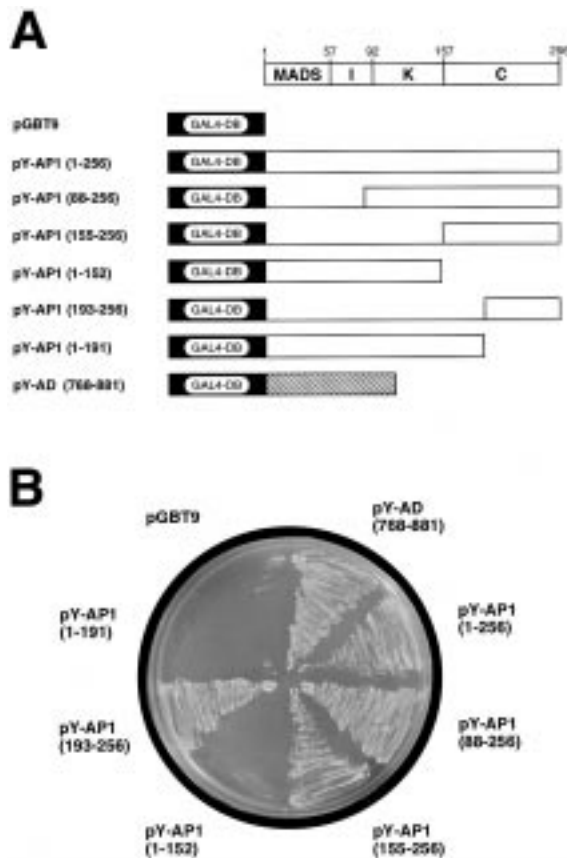 A
1 57 92 157 256
MADS I K C
pGBT9 GAL4-DB
pY-AP1 (1-256) GAL4-DB
pY-AP1 (88-256) GAL4-DB
pY-AP1 (155-256) GAL4-DB
pY-AP1 (1-152) GAL4-DB
pY-AP1 (193-256) GAL4-DB
pY-AP1 (1-191) GAL4-DB
pY-AD (768-881) GAL4-DB
B
pGBT9
pY-AD
(768-881)
pY-AP1
(1-191)
pY-AP1
(1-256)
pY-AP1
(193-256)
pY-AP1
(88-256)
pY-AP1
(1-152)
pY-AP1
(155-256)